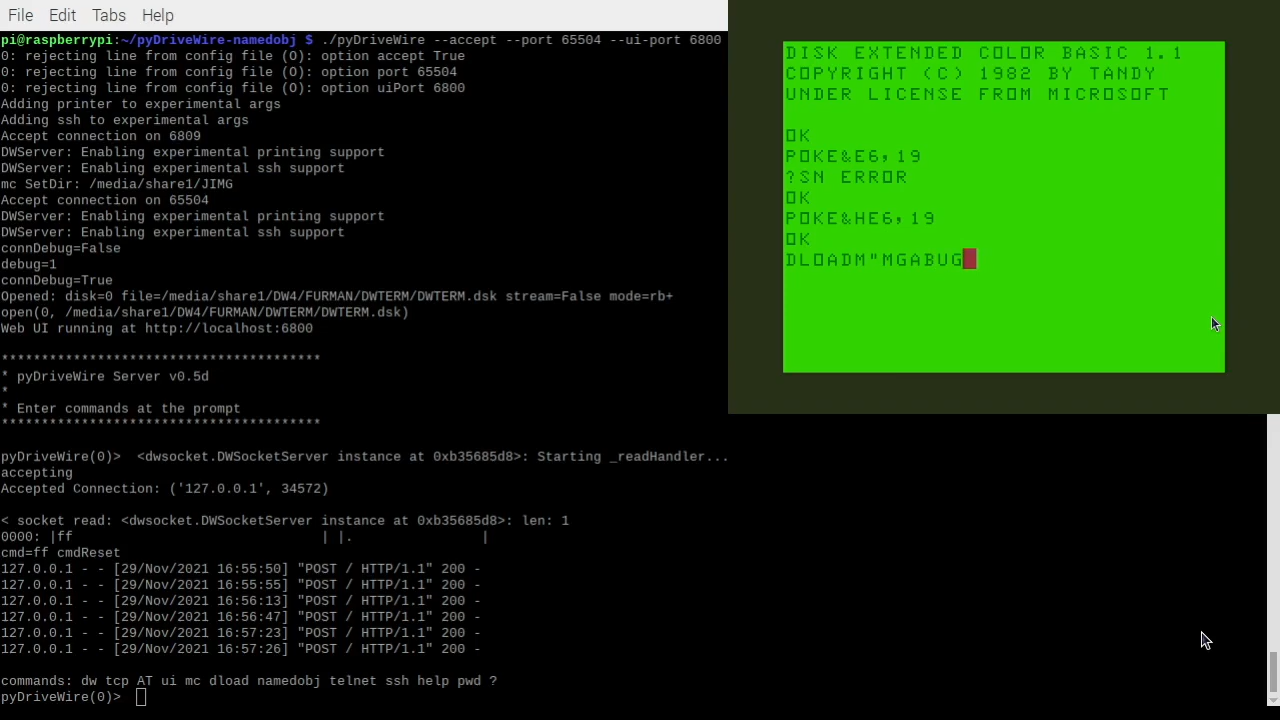 File Edit Tabs Help
pi@raspberrypi:~/pyDriveWire-namedobj $ ./pyDriveWire --accept --port 65504 --ui-port 6800
0: rejecting line from config file (O): option accept True
0: rejecting line from config file (O): option port 65504
0: rejecting line from config file (O): option uiPort 6800
Adding printer to experimental args
Adding ssh to experimental args
Accept connection on 6809
DWServer: Enabling experimental printing support
DWServer: Enabling experimental ssh support
mc SetDir: /media/share1/JIMG
Accept connection on 65504
DWServer: Enabling experimental printing support
DWServer: Enabling experimental ssh support
connDebug=False
debug=1
connDebug=True
Opened: disk=0 file=/media/share1/DW4/FURMAN/DWTERM/DWTERM.dsk stream=False mode=rb+
open(0, /media/share1/DW4/FURMAN/DWTERM/DWTERM.dsk)
Web UI running at http://localhost:6800
****************************************
* pyDriveWire Server v0.5d
*
* Enter commands at the prompt
****************************************
pyDriveWire(0)>  <dwsocket.DWSocketServer instance at 0xb35685d8>: Starting _readHandler...
accepting
Accepted Connection: ('127.0.0.1', 34572)
< socket read: <dwsocket.DWSocketServer instance at 0xb35685d8>: len: 1
0000: |ff                                | |.                 |
cmd=ff cmdReset
127.0.0.1 - - [29/Nov/2021 16:55:50] "POST / HTTP/1.1" 200 -
127.0.0.1 - - [29/Nov/2021 16:55:55] "POST / HTTP/1.1" 200 -
127.0.0.1 - - [29/Nov/2021 16:56:13] "POST / HTTP/1.1" 200 -
127.0.0.1 - - [29/Nov/2021 16:56:47] "POST / HTTP/1.1" 200 -
127.0.0.1 - - [29/Nov/2021 16:57:23] "POST / HTTP/1.1" 200 -
127.0.0.1 - - [29/Nov/2021 16:57:26] "POST / HTTP/1.1" 200 -
commands: dw tcp AT ui mc dload namedobj telnet ssh help pwd ?
pyDriveWire(0)>
DISK EXTENDED COLOR BASIC 1.1
COPYRIGHT (C) 1982 BY TANDY
UNDER LICENSE FROM MICROSOFT
OK
POKE&E6,19
?SN ERROR
OK
POKE&HE6,19
OK
DLOADM"MGABUG